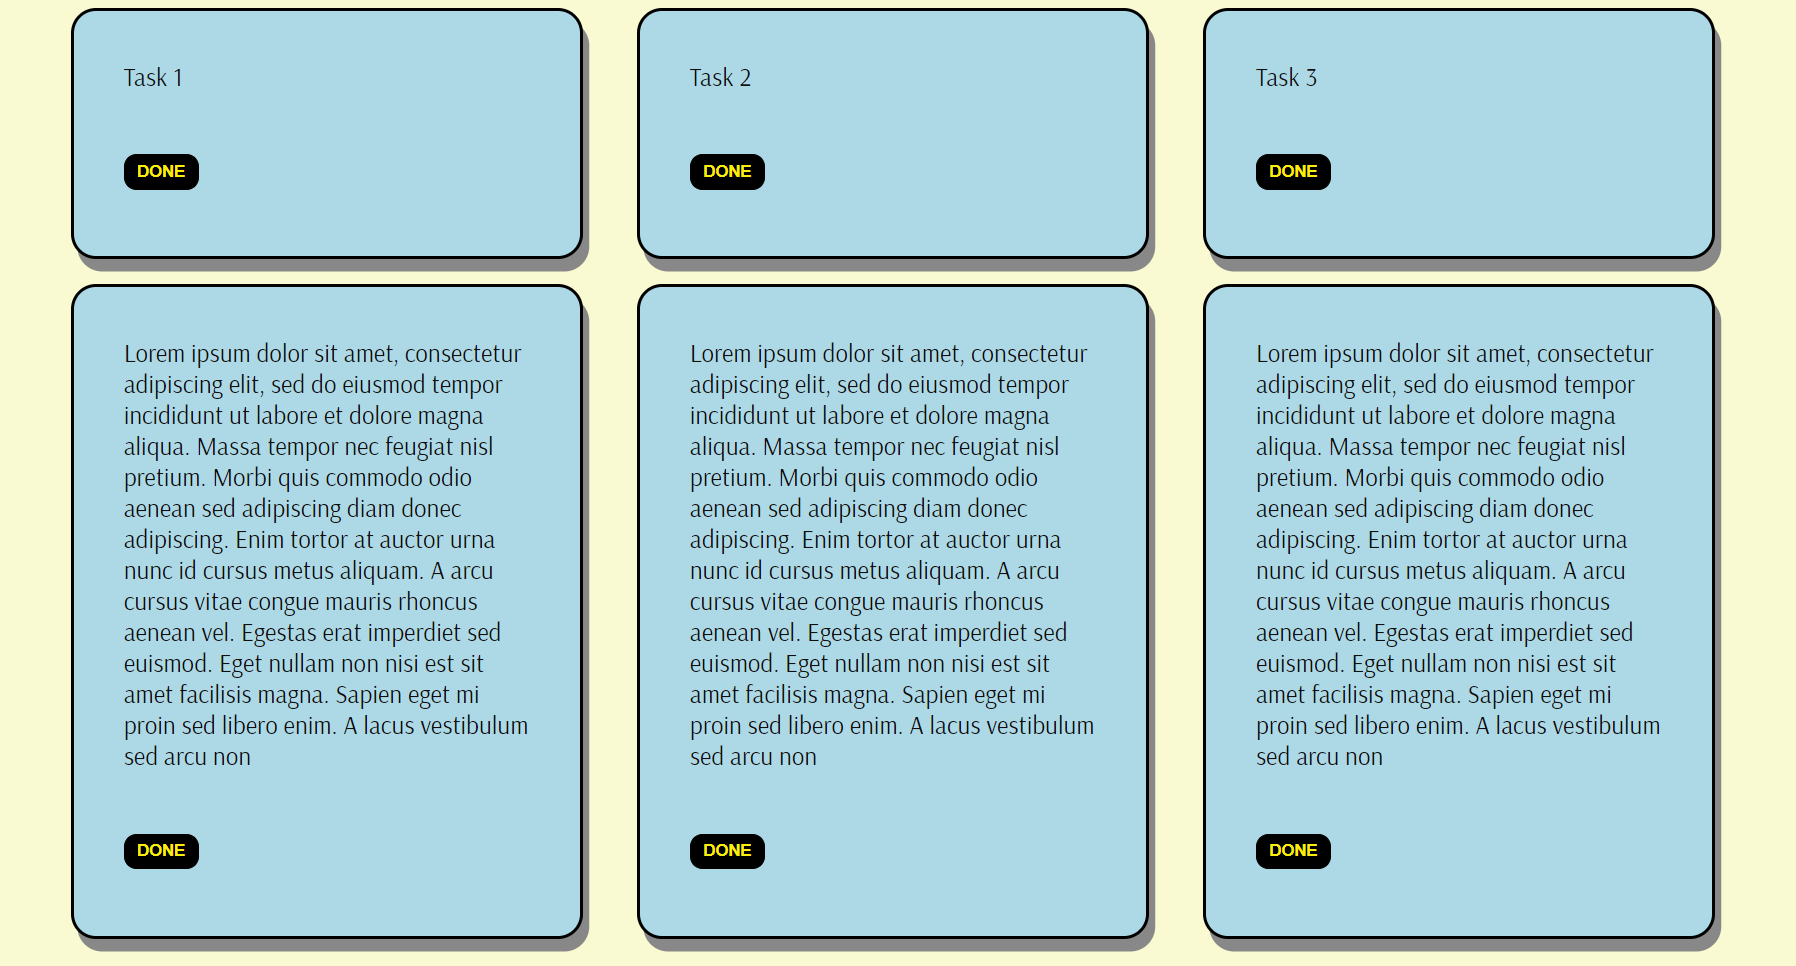 Task 1
DONE
Task 2
DONE
Task 3
DONE
Lorem ipsum dolor sit amet, consectetur
adipiscing elit, sed do eiusmod tempor
incididunt ut labore et dolore magna
aliqua. Massa tempor nec feugiat nisl
pretium. Morbi quis commodo odio
aenean sed adipiscing diam donec
adipiscing. Enim tortor at auctor urna
nunc id cursus metus aliquam. A arcu
cursus vitae congue mauris rhoncus
aenean vel. Egestas erat imperdiet sed
euismod. Eget nullam non nisi est sit
amet facilisis magna. Sapien eget mi
proin sed libero enim. A lacus vestibulum
sed arcu non
DONE
Lorem ipsum dolor sit amet, consectetur
adipiscing elit, sed do eiusmod tempor
incididunt ut labore et dolore magna
aliqua. Massa tempor nec feugiat nisl
pretium. Morbi quis commodo odio
aenean sed adipiscing diam donec
adipiscing. Enim tortor at auctor urna
nunc id cursus metus aliquam. A arcu
cursus vitae congue mauris rhoncus
aenean vel. Egestas erat imperdiet sed
euismod. Eget nullam non nisi est sit
amet facilisis magna. Sapien eget mi
proin sed libero enim. A lacus vestibulum
sed arcu non
DONE
Lorem ipsum dolor sit amet, consectetur
adipiscing elit, sed do eiusmod tempor
incididunt ut labore et dolore magna
aliqua. Massa tempor nec feugiat nisl
pretium. Morbi quis commodo odio
aenean sed adipiscing diam donec
adipiscing. Enim tortor at auctor urna
nunc id cursus metus aliquam. A arcu
cursus vitae congue mauris rhoncus
aenean vel. Egestas erat imperdiet sed
euismod. Eget nullam non nisi est sit
amet facilisis magna. Sapien eget mi
proin sed libero enim. A lacus vestibulum
sed arcu non
DONE